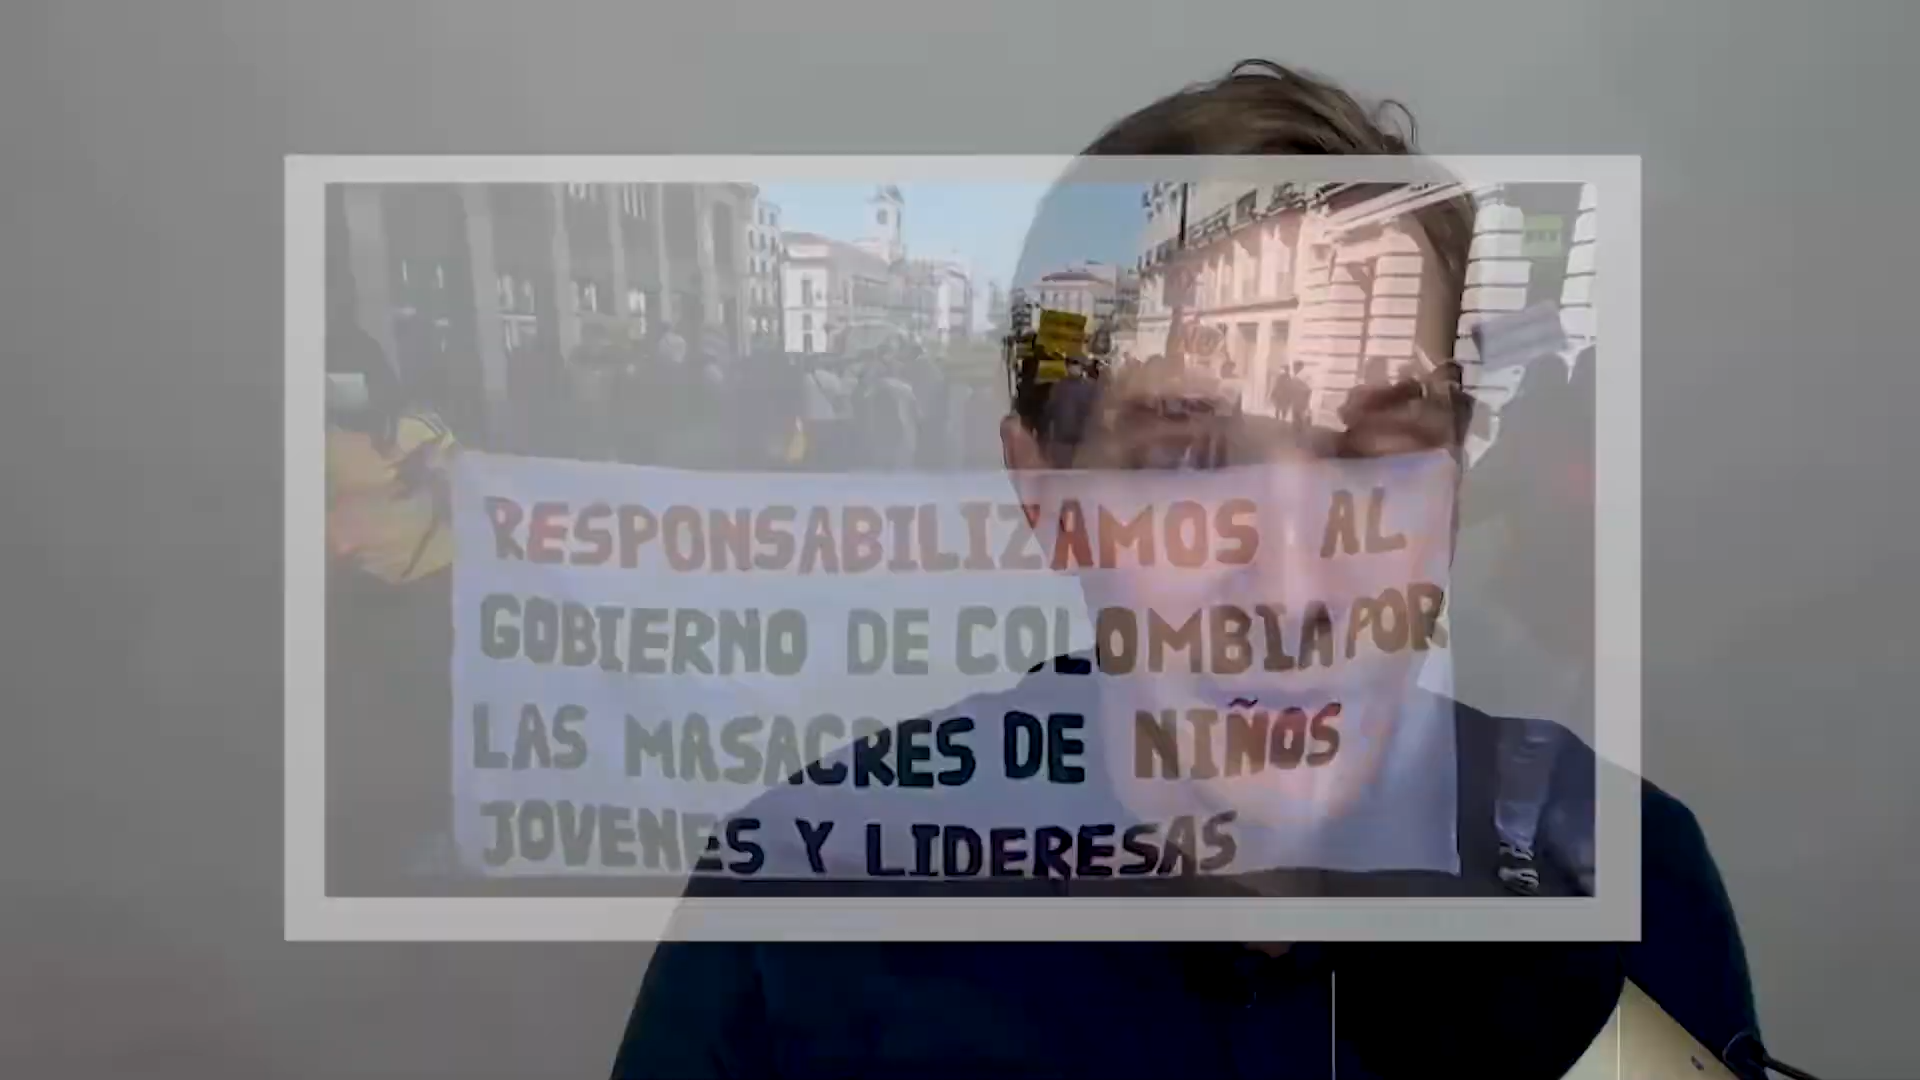 RESPONSABILIZAMOS AL
GOBIERNO DE COLOMBIA POR
LAS MASACRES DE NIÑOS
JOVENES Y LIDERESAS